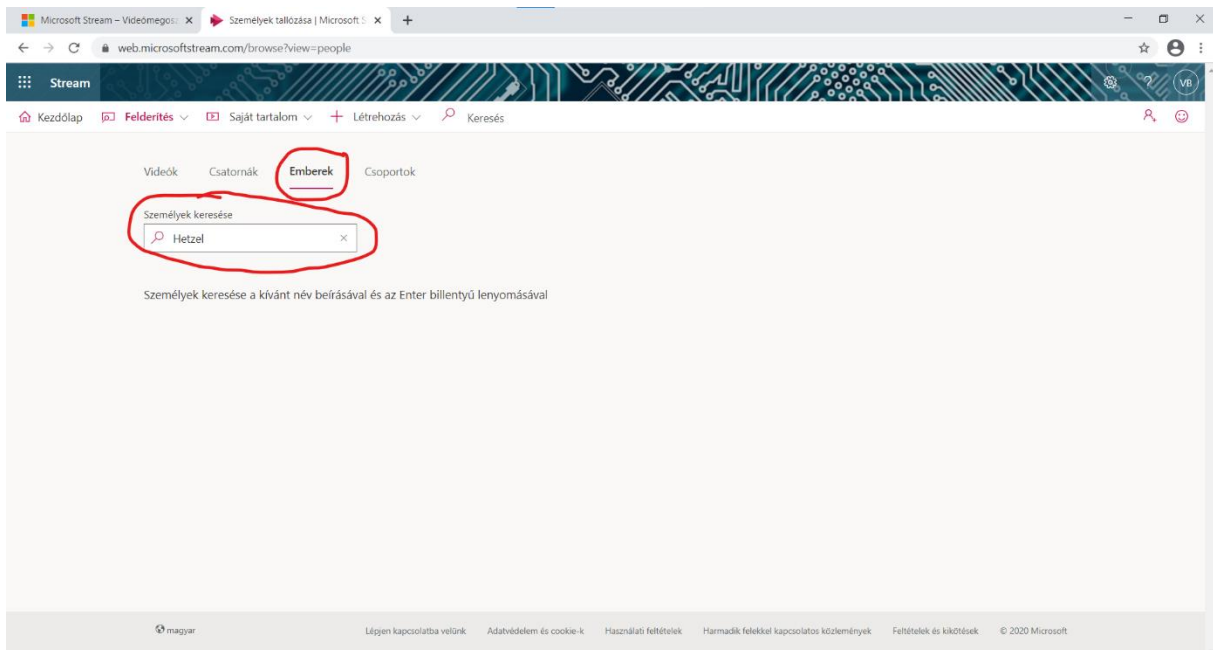 Microsoft Stream – Videómegosz
Személyek tallózása | Microsoft S
web.microsoftstream.com/browse?view=people
Stream
VB
Kezdőlap Felderítés Saját tartalom Létrehozás Keresés
Videók Csatornák Emberek Csoportok
Személyek keresése
Hetzel
Személyek keresése a kívánt név beírásával és az Enter billentyű lenyomásával
magyar Lépjen kapcsolatba velünk Adatvédelem és cookie-k Használati feltételek Harmadik felekkel kapcsolatos közlemények Feltételek és kikötések © 2020 Microsoft